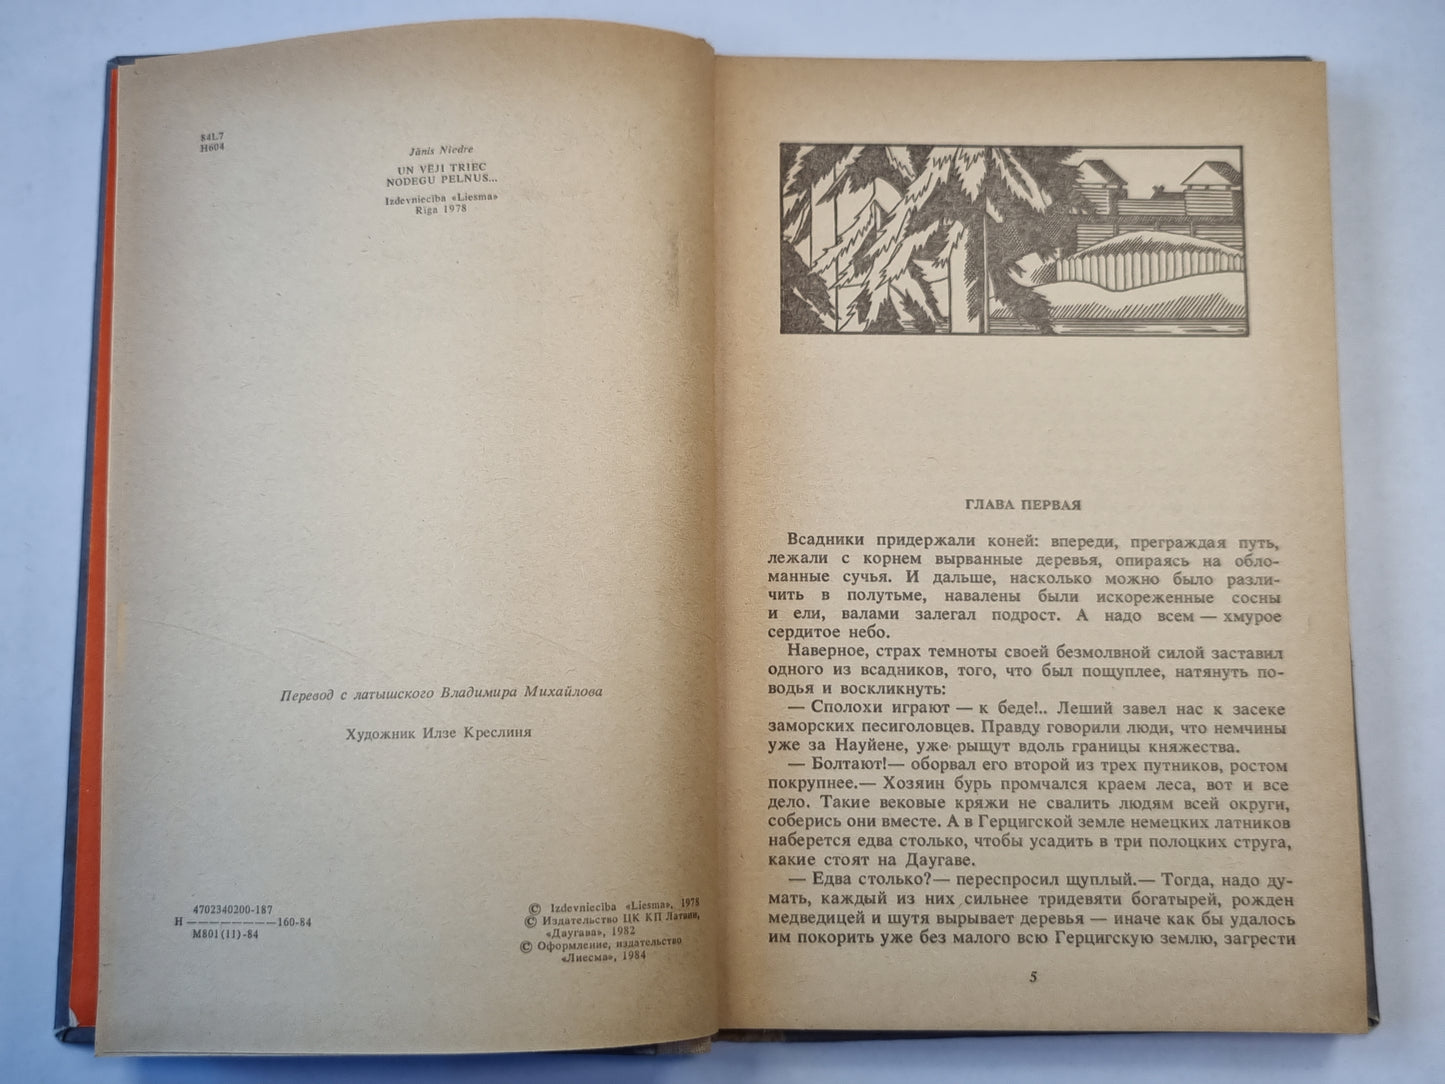 84L7
Н604
Jānis Niedre
UN VĒJI TRIEC
NODEGU PELNUS...
Izdevniecība «Liesma»
Rīga 1978
Перевод с латышского Владимира Михайлова
Художник Илзе Креслиня
4702340200-187
Н —————— 160-84
М801(11)-84
© Izdevniecība «Liesma», 1978
© Издательство ЦК КП Латвии,
«Даугава», 1982
© Оформление, издательство
«Лиесма», 1984
ГЛАВА ПЕРВАЯ
Всадники придержали коней: впереди, преграждая путь,
лежали с корнем вырванные деревья, опираясь на обло-
манные сучья. И дальше, насколько можно было разли-
чить в полутьме, навалены были искореженные сосны
и ели, валами залегал подрост. А надо всем — хмурое
сердитое небо.
Наверное, страх темноты своей безмолвной силой заставил
одного из всадников, того, что был пощуплее, натянуть по-
водья и воскликнуть:
— Сполохи играют — к беде!.. Леший завел нас к засеке
заморских песиголовцев. Правду говорили люди, что немчины
уже за Науйене, уже рыщут вдоль границы княжества.
— Болтают!— оборвал его второй из трех путников, ростом
покрупнее.— Хозяин бурь промчался краем леса, вот и все
дело. Такие вековые кряжи не свалить людям всей округи,
соберись они вместе. А в Герцигской земле немецких латников
наберется едва столько, чтобы усадить в три полоцких струга,
какие стоят на Даугаве.
— Едва столько?— переспросил щуплый.— Тогда, надо ду-
мать, каждый из них сильнее тридевяти богатырей, рожден
медведицей и шутя вырывает деревья — иначе как бы удалось
им покорить уже без малого всю Герцигскую землю, загрести
5